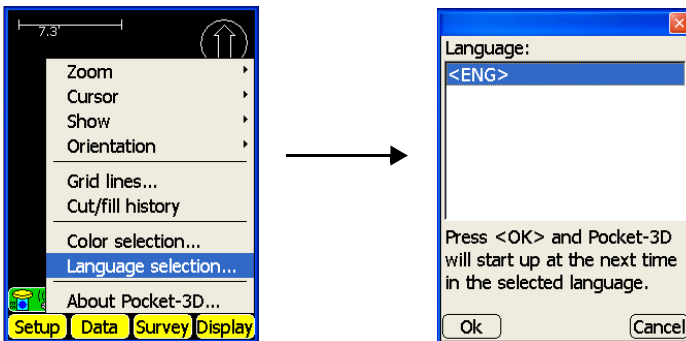 7.3'
Zoom
Cursor
Show
Orientation
Grid lines...
Cut/fill history
Color selection...
Language selection...
About Pocket-3D...
Setup Data Survey Display
Language:
<ENG>
Press <OK> and Pocket-3D
will start up at the next time
in the selected language.
Ok Cancel